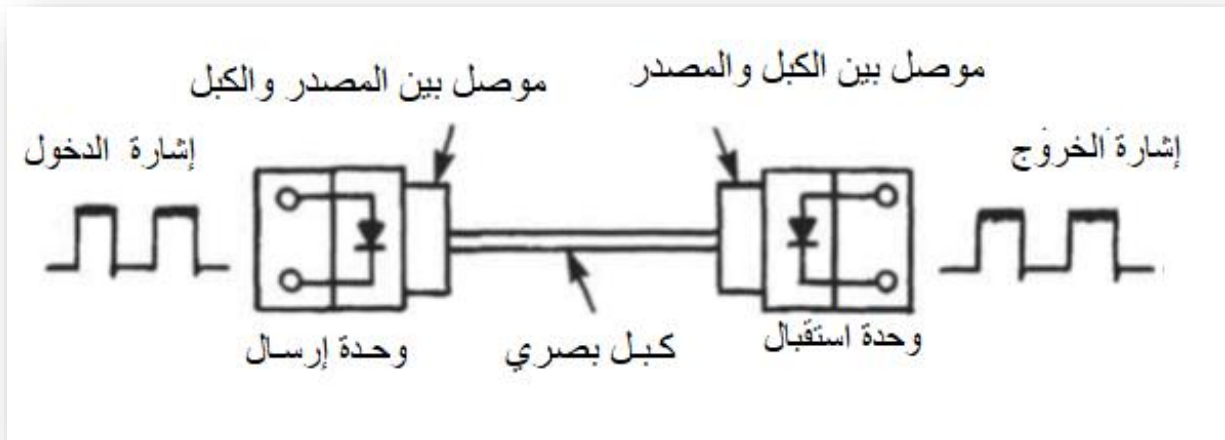 موصل بين الكبل والمصدر
موصل بين المصدر والكبل
إشارة الخروج
إشارة الدخول
وحدة استقبال
كبل بصري
وحدة إرسال